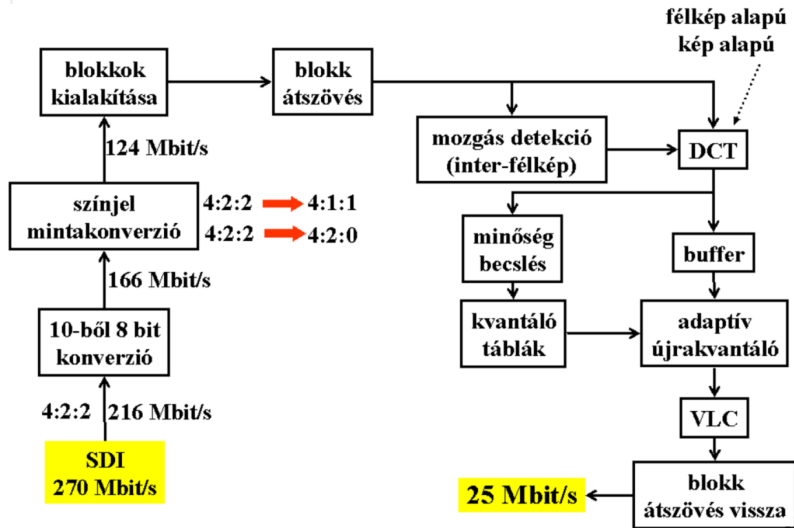 félkép alapú
kép alapú
blokkok
kialakítása
blokk
átszövés
mozgás detekció
(inter-félkép)
DCT
124 Mbit/s
színjel
mintakonverzió
4:2:2 4:1:1
4:2:2 4:2:0
minőség
becslés
buffer
166 Mbit/s
10-ből 8 bit
konverzió
kvantáló
táblák
adaptív
újrakvantáló
4:2:2 216 Mbit/s
VLC
SDI
270 Mbit/s
25 Mbit/s
blokk
átszövés vissza